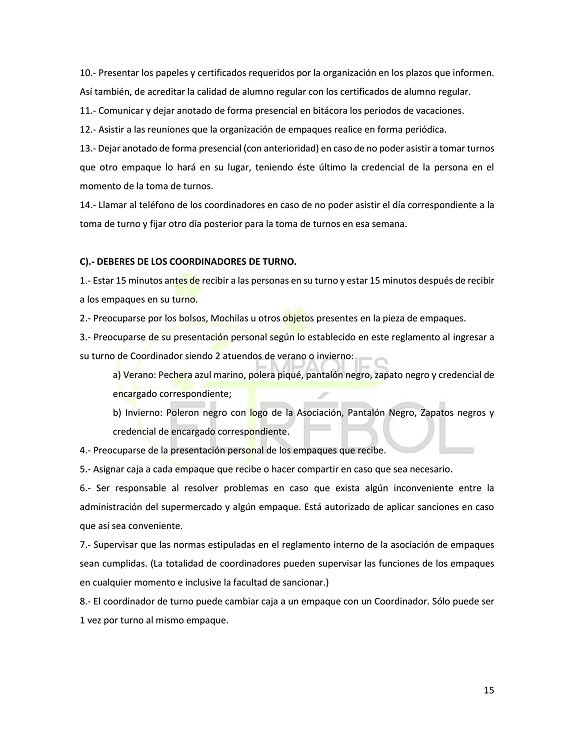 10.- Presentar los papeles y certificados requeridos por la organización en los plazos que informen.
Así también, de acreditar la calidad de alumno regular con los certificados de alumno regular.
11.- Comunicar y dejar anotado de forma presencial en bitácora los periodos de vacaciones.
12.- Asistir a las reuniones que la organización de empaques realice en forma periódica.
13.- Dejar anotado de forma presencial (con anterioridad) en caso de no poder asistir a tomar turnos
que otro empaque lo hará en su lugar, teniendo éste último la credencial de la persona en el
momento de la toma de turnos.
14.- Llamar al teléfono de los coordinadores en caso de no poder asistir el día correspondiente a la
toma de turno y fijar otro día posterior para la toma de turnos en esa semana.
C).- DEBERES DE LOS COORDINADORES DE TURNO.
1.- Estar 15 minutos antes de recibir a las personas en su turno y estar 15 minutos después de recibir
a los empaques en su turno.
2.- Preocuparse por los bolsos, Mochilas u otros objetos presentes en la pieza de empaques.
3.- Preocuparse de su presentación personal según lo establecido en este reglamento al ingresar a
su turno de Coordinador siendo 2 atuendos de verano o invierno:
EMPAQUES
a) Verano: Pechera azul marino, polera piqué, pantalón negro, zapato negro y credencial de
encargado correspondiente;
b) Invierno: Poleron negro con logo de la Asociación, Pantalón Negro, Zapatos negros y
credencial de encargado correspondiente.
EL TRÉBOL
4.- Preocuparse de la presentación personal de los empaques que recibe.
5.- Asignar caja a cada empaque que recibe o hacer compartir en caso que sea necesario.
6.- Ser responsable al resolver problemas en caso que exista algún inconveniente entre la
administración del supermercado y algún empaque. Está autorizado de aplicar sanciones en caso
que así sea conveniente.
7.- Supervisar que las normas estipuladas en el reglamento interno de la asociación de empaques
sean cumplidas. (La totalidad de coordinadores pueden supervisar las funciones de los empaques
en cualquier momento e inclusive la facultad de sancionar.)
8.- El coordinador de turno puede cambiar caja a un empaque con un Coordinador. Sólo puede ser
1 vez por turno al mismo empaque.
15